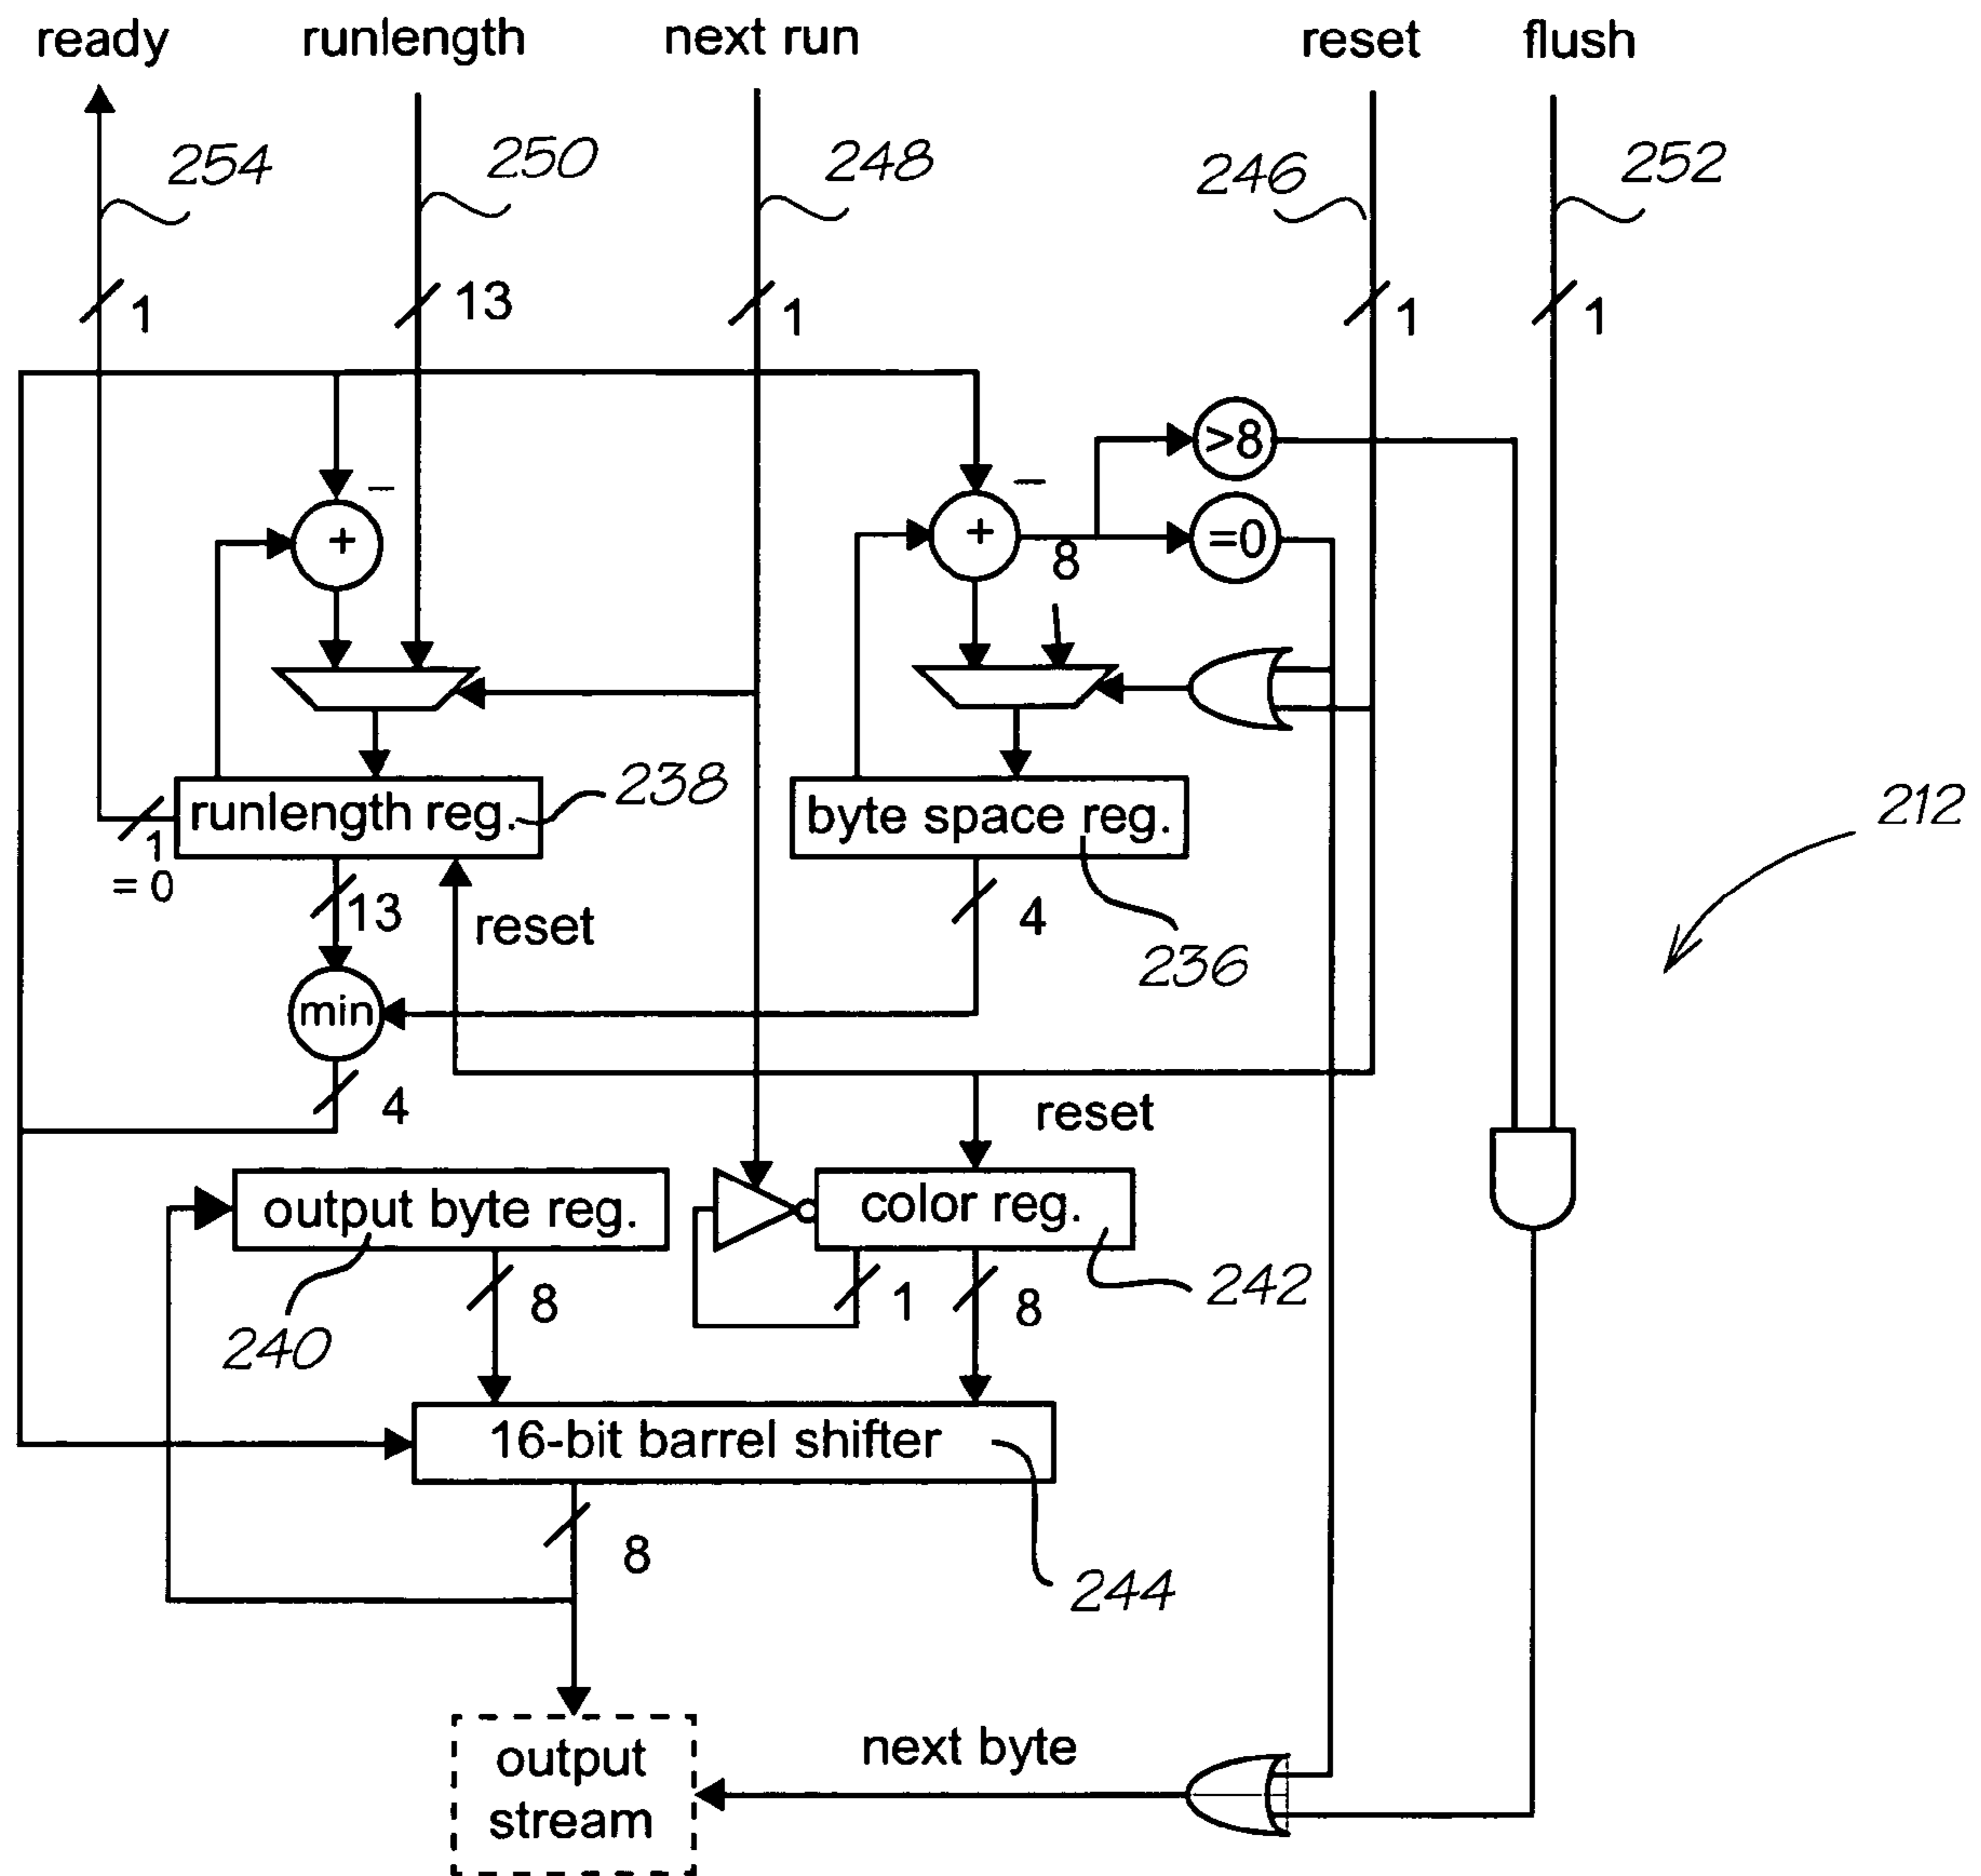 ready runlength next run reset flush
254 250 248 246 252
1 13 1 1 1
>8
− −
+ + =0
8
238
runlength reg. byte space reg. 212
1
= 0
13 reset 4
236
min
4 reset
output byte reg. color reg.
8 1 8 242
240
16-bit barrel shifter
8
244
next byte
output
stream